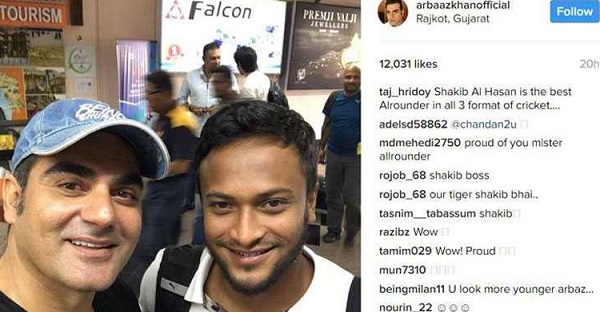 TOURISM
Falcon
PREMJI VALJI
JEWELLERS
arbaazkhanofficial
Rajkot, Gujarat
Follow
12,031 likes
20h
taj_hridoy Shakib Al Hasan is the best
Alrounder in all 3 format of cricket....
adelsd58862 @chandan2u
mdmehedi2750 proud of you mister
allrounder
rojob_68 shakib boss
rojob_68 our tiger shakib bhai..
tasnim__tabassum shakib
razibz Wow
tamim029 Wow! Proud
mun7310
beingmilan11 U look more younger arbaz...
nourin_22 ☺☺☺